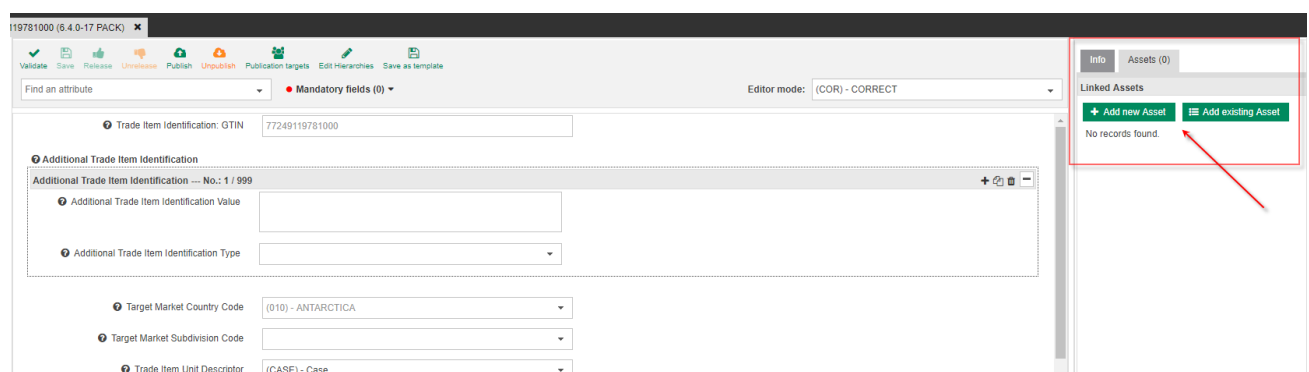 119781000 (6.4.0-17 PACK) ✖
Validate Save Release Unrelease Publish Unpublish Publication targets Edit Hierarchies Save as template
Find an attribute
Mandatory fields (0)
Editor mode: (COR) - CORRECT
Trade Item Identification: GTIN 77249119781000
Additional Trade Item Identification
Additional Trade Item Identification --- No.: 1 / 999
Additional Trade Item Identification Value
Additional Trade Item Identification Type
Target Market Country Code (010) - ANTARCTICA
Target Market Subdivision Code
Trade Item Unit Descriptor (CASE) - Case
Info Assets (0)
Linked Assets
Add new Asset Add existing Asset
No records found.